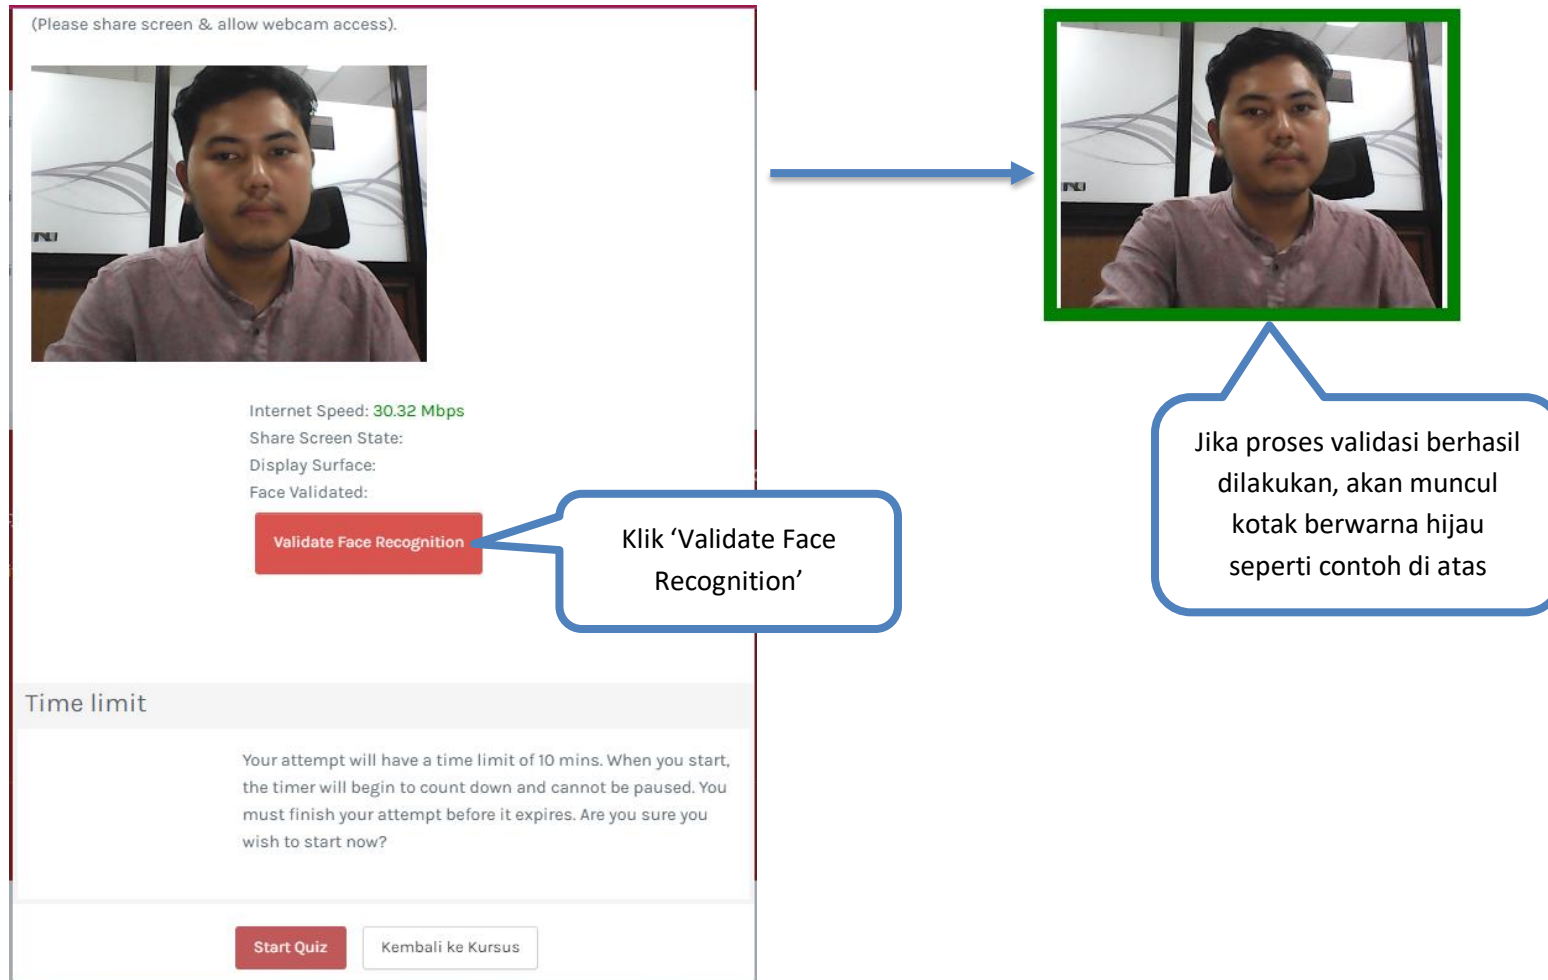 (Please share screen & allow webcam access).
Internet Speed: 30.32 Mbps
Share Screen State:
Display Surface:
Face Validated:
Validate Face Recognition
Klik ‘Validate Face
Recognition’
Jika proses validasi berhasil
dilakukan, akan muncul
kotak berwarna hijau
seperti contoh di atas
Time limit
Your attempt will have a time limit of 10 mins. When you start,
the timer will begin to count down and cannot be paused. You
must finish your attempt before it expires. Are you sure you
wish to start now?
Start Quiz
Kembali ke Kursus